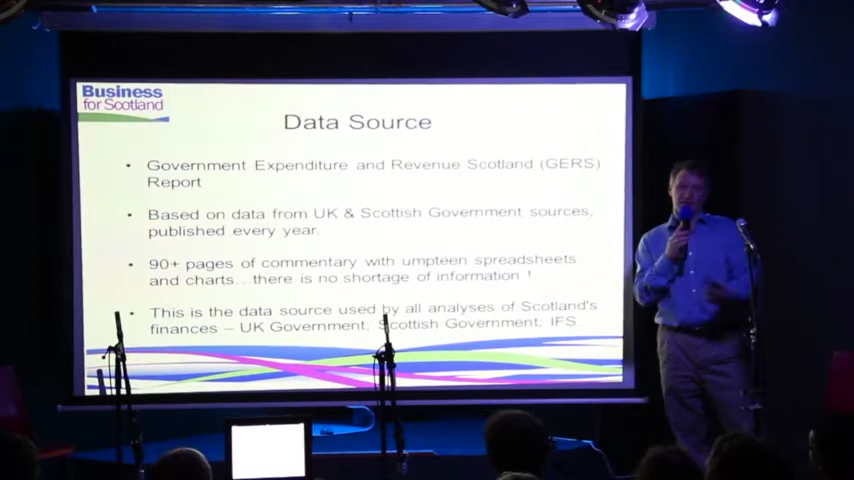 Business
for Scotland
Data Source
• Government Expenditure and Revenue Scotland (GERS)
Report
• Based on data from UK & Scottish Government sources,
published every year.
• 90+ pages of commentary with umpteen spreadsheets
and charts...there is no shortage of information !
• This is the data source used by all analyses of Scotland's
finances – UK Government; Scottish Government; IFS